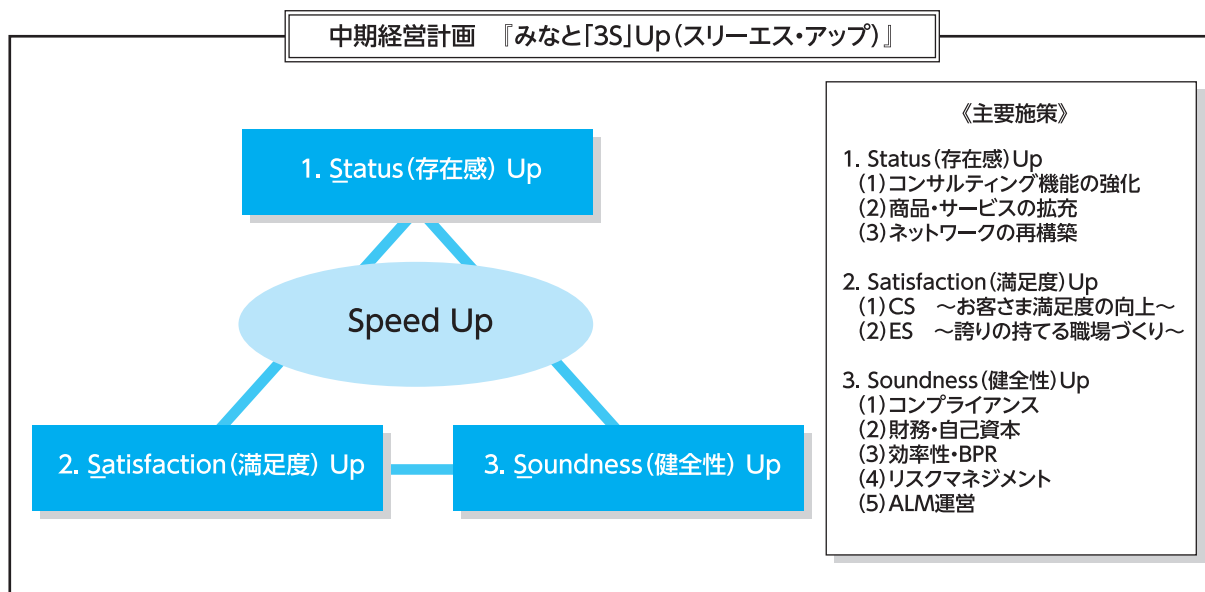 中期経営計画　『みなと「3S」Up(スリーエス・アップ)』
1. Status(存在感) Up
Speed Up
2. Satisfaction(満足度) Up
3. Soundness(健全性) Up
《主要施策》
1. Status(存在感)Up
(1)コンサルティング機能の強化
(2)商品・サービスの拡充
(3)ネットワークの再構築
2. Satisfaction(満足度)Up
(1)CS　～お客さま満足度の向上～
(2)ES　～誇りの持てる職場づくり～
3. Soundness(健全性)Up
(1)コンプライアンス
(2)財務・自己資本
(3)効率性・BPR
(4)リスクマネジメント
(5)ALM運営